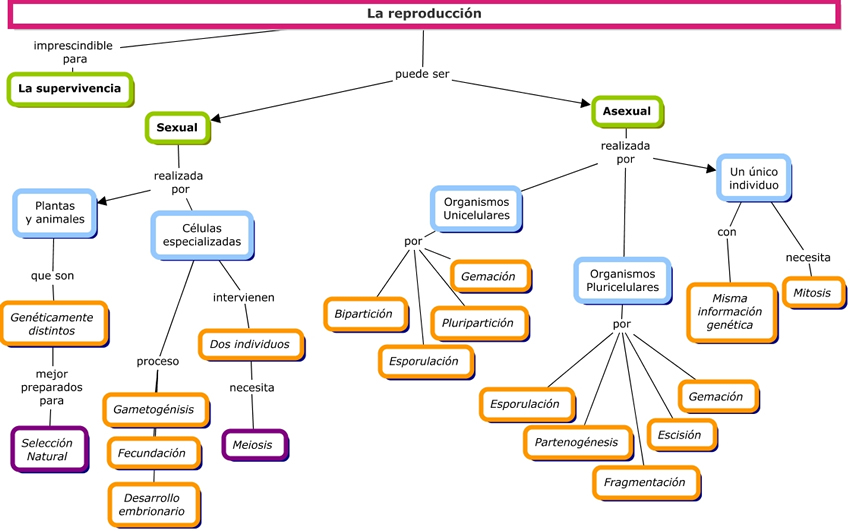 La reproducción
imprescindible
para
La supervivencia
puede ser
Sexual
Asexual
realizada
por
Plantas
y animales
Células
especializadas
que son
Genéticamente
distintos
mejor
preparados
para
Selección
Natural
proceso
Gametogénisis
Fecundación
Desarrollo
embrionario
intervienen
Dos individuos
necesita
Meiosis
realizada
por
Organismos
Unicelulares
por
Bipartición
Esporulación
Pluripartición
Gemación
Organismos
Pluricelulares
por
Esporulación
Partenogénesis
Fragmentación
Escisión
Gemación
Un único
individuo
con
Misma
información
genética
necesita
Mitosis